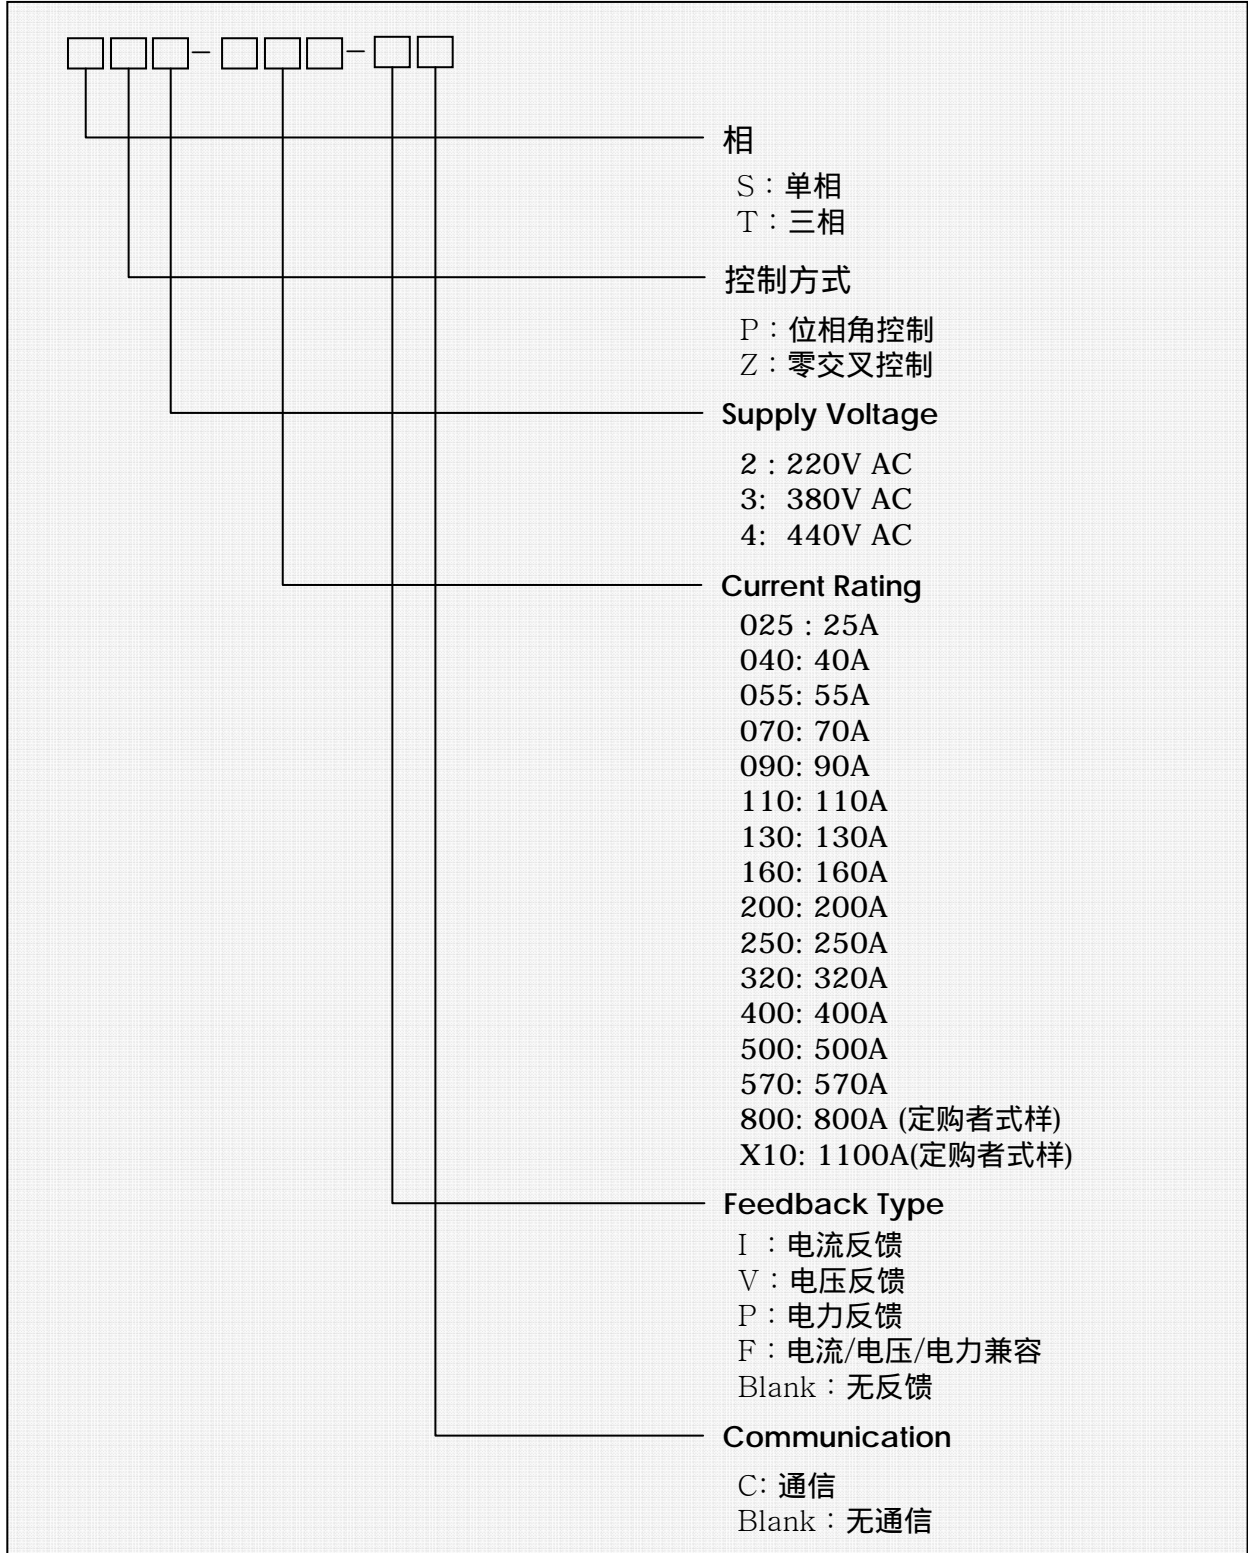 □□□-□□□-□□
相
S：单相
T：三相
控制方式
P：位相角控制
Z：零交叉控制
Supply Voltage
2 : 220V AC
3: 380V AC
4: 440V AC
Current Rating
025 : 25A
040: 40A
055: 55A
070: 70A
090: 90A
110: 110A
130: 130A
160: 160A
200: 200A
250: 250A
320: 320A
400: 400A
500: 500A
570: 570A
800: 800A (定购者式样)
X10: 1100A(定购者式样)
Feedback Type
I ：电流反馈
V：电压反馈
P：电力反馈
F：电流/电压/电力兼容
Blank：无反馈
Communication
C: 通信
Blank：无通信